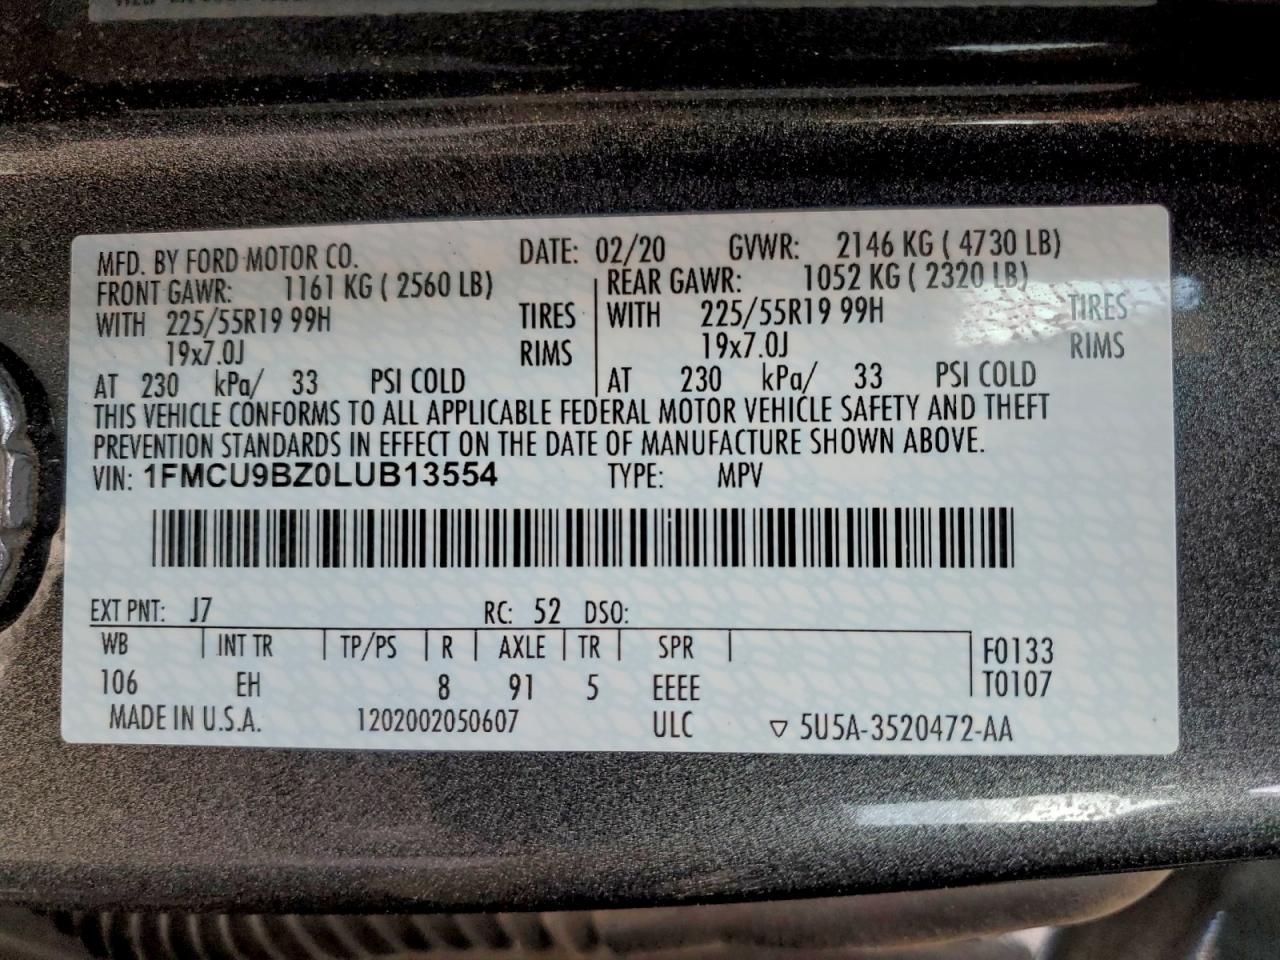 MFD. BY FORD MOTOR CO. DATE: 02/20 GVWR: 2146 KG ( 4730 LB)
FRONT GAWR: 1161 KG ( 2560 LB) REAR GAWR: 1052 KG ( 2320 LB)
WITH 225/55R19 99H TIRES WITH 225/55R19 99H TIRES
19x7.0J RIMS 19x7.0J RIMS
AT 230 kPa/ 33 PSI COLD AT 230 kPa/ 33 PSI COLD
THIS VEHICLE CONFORMS TO ALL APPLICABLE FEDERAL MOTOR VEHICLE SAFETY AND THEFT
PREVENTION STANDARDS IN EFFECT ON THE DATE OF MANUFACTURE SHOWN ABOVE.
VIN: 1FMCU9BZ0LUB13554 TYPE: MPV
EXT PNT: J7 RC: 52 DSO:
WB INT TR TP/PS R AXLE TR SPR F0133
106 EH 8 91 5 EEEE T0107
MADE IN U.S.A. 1202002050607 ULC ▽ 5U5A-3520472-AA